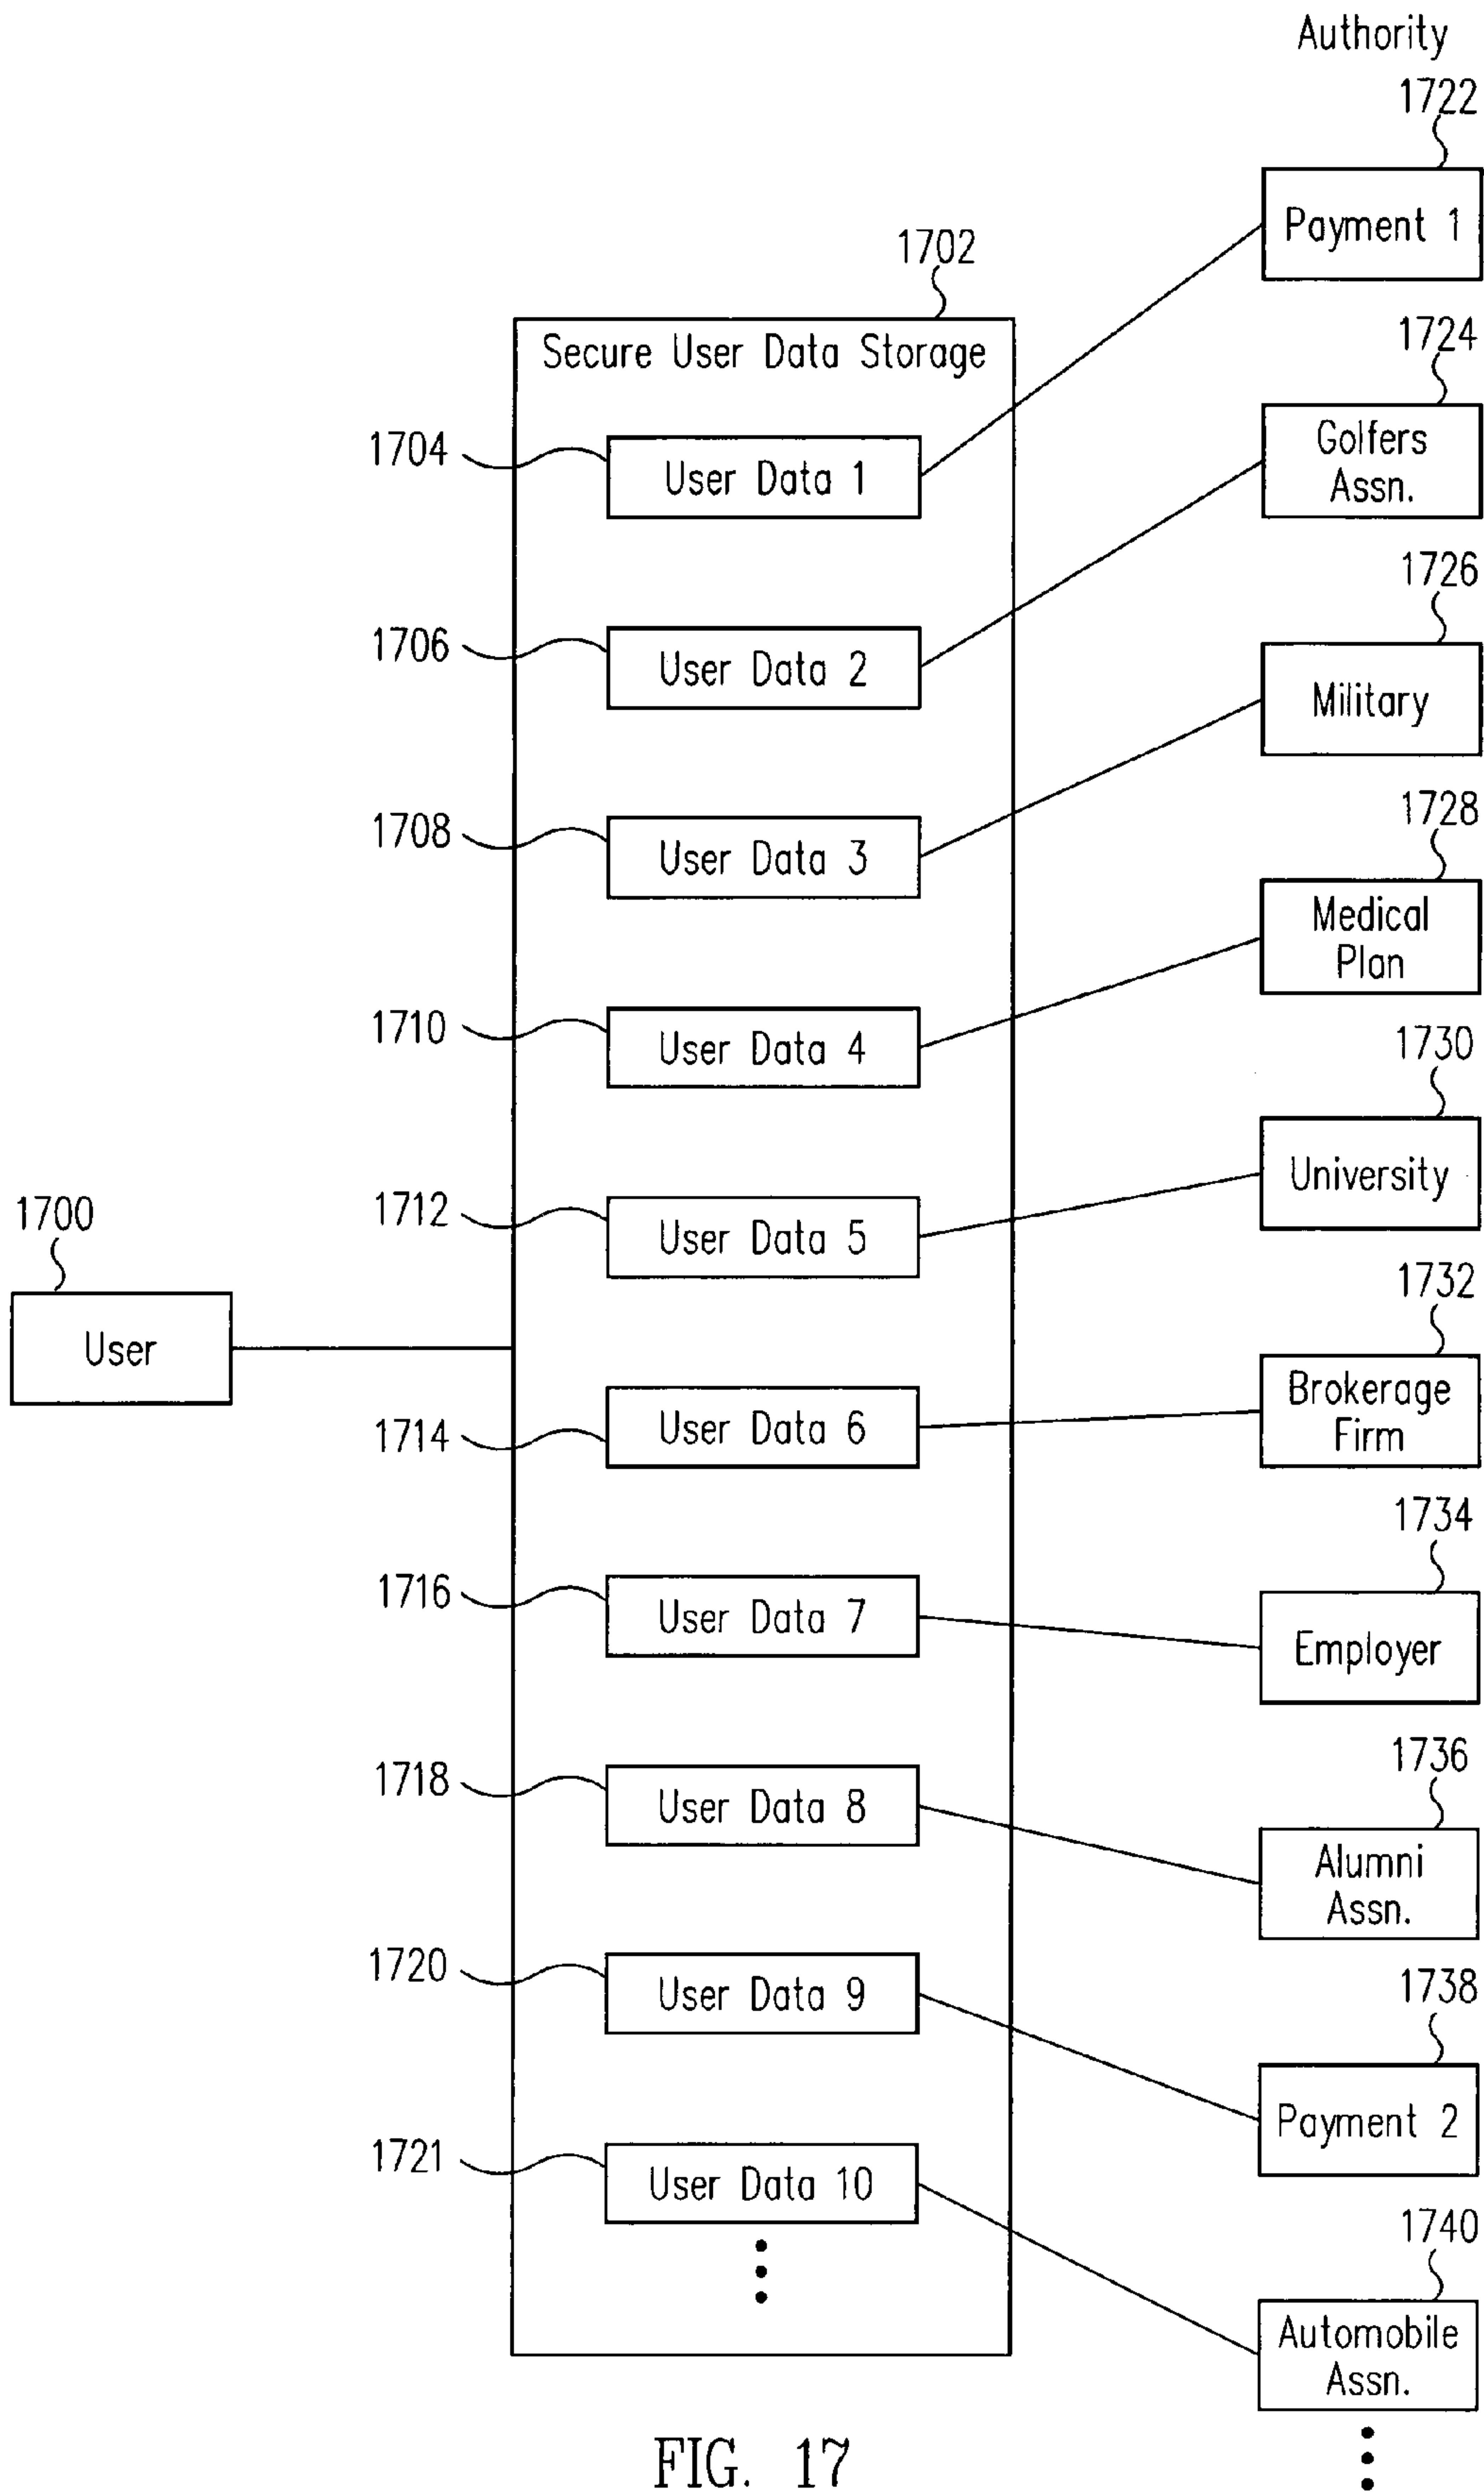 Authority
1722
Payment 1
1702
Secure User Data Storage
1724
Golfers
Assn.
1704
User Data 1
1726
Military
1706
User Data 2
1728
Medical
Plan
1708
User Data 3
1710
User Data 4
1730
University
1712
User Data 5
1700
User
1732
Brokerage
Firm
1714
User Data 6
1734
Employer
1716
User Data 7
1736
Alumni
Assn.
1718
User Data 8
1738
Payment 2
1720
User Data 9
1721
User Data 10
1740
Automobile
Assn.
FIG. 17